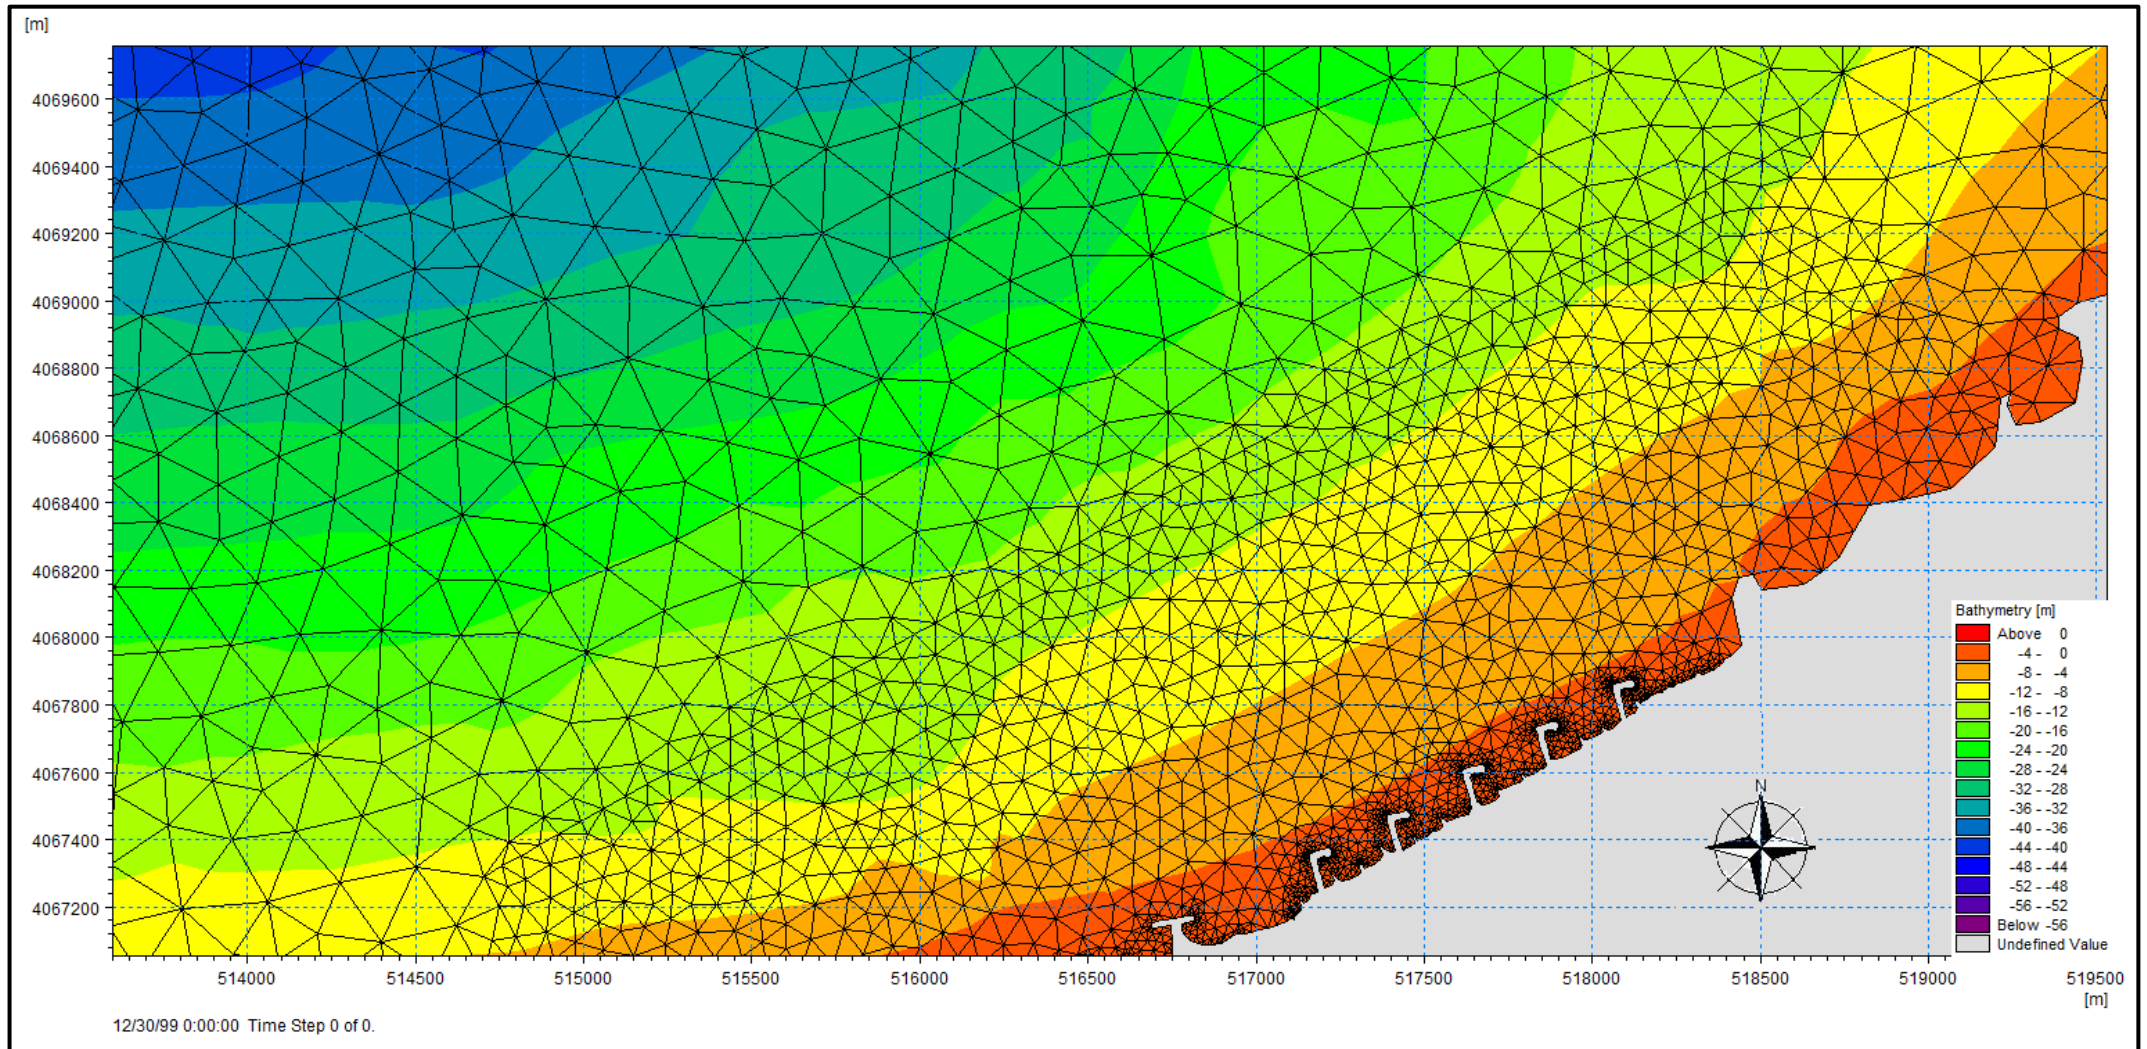 [m]
4069600
4069400
4069200
4069000
4068800
4068600
4068400
4068200
4068000
4067800
4067600
4067400
4067200
514000 514500 515000 515500 516000 516500 517000 517500 518000 518500 519000 519500
[m]
Bathymetry [m]
Above 0
-4 - 0
-8 - -4
-12 - -8
-16 - -12
-20 - -16
-24 - -20
-28 - -24
-32 - -28
-36 - -32
-40 - -36
-44 - -40
-48 - -44
-52 - -48
-56 - -52
Below -56
Undefined Value
N
12/30/99 0:00:00 Time Step 0 of 0.